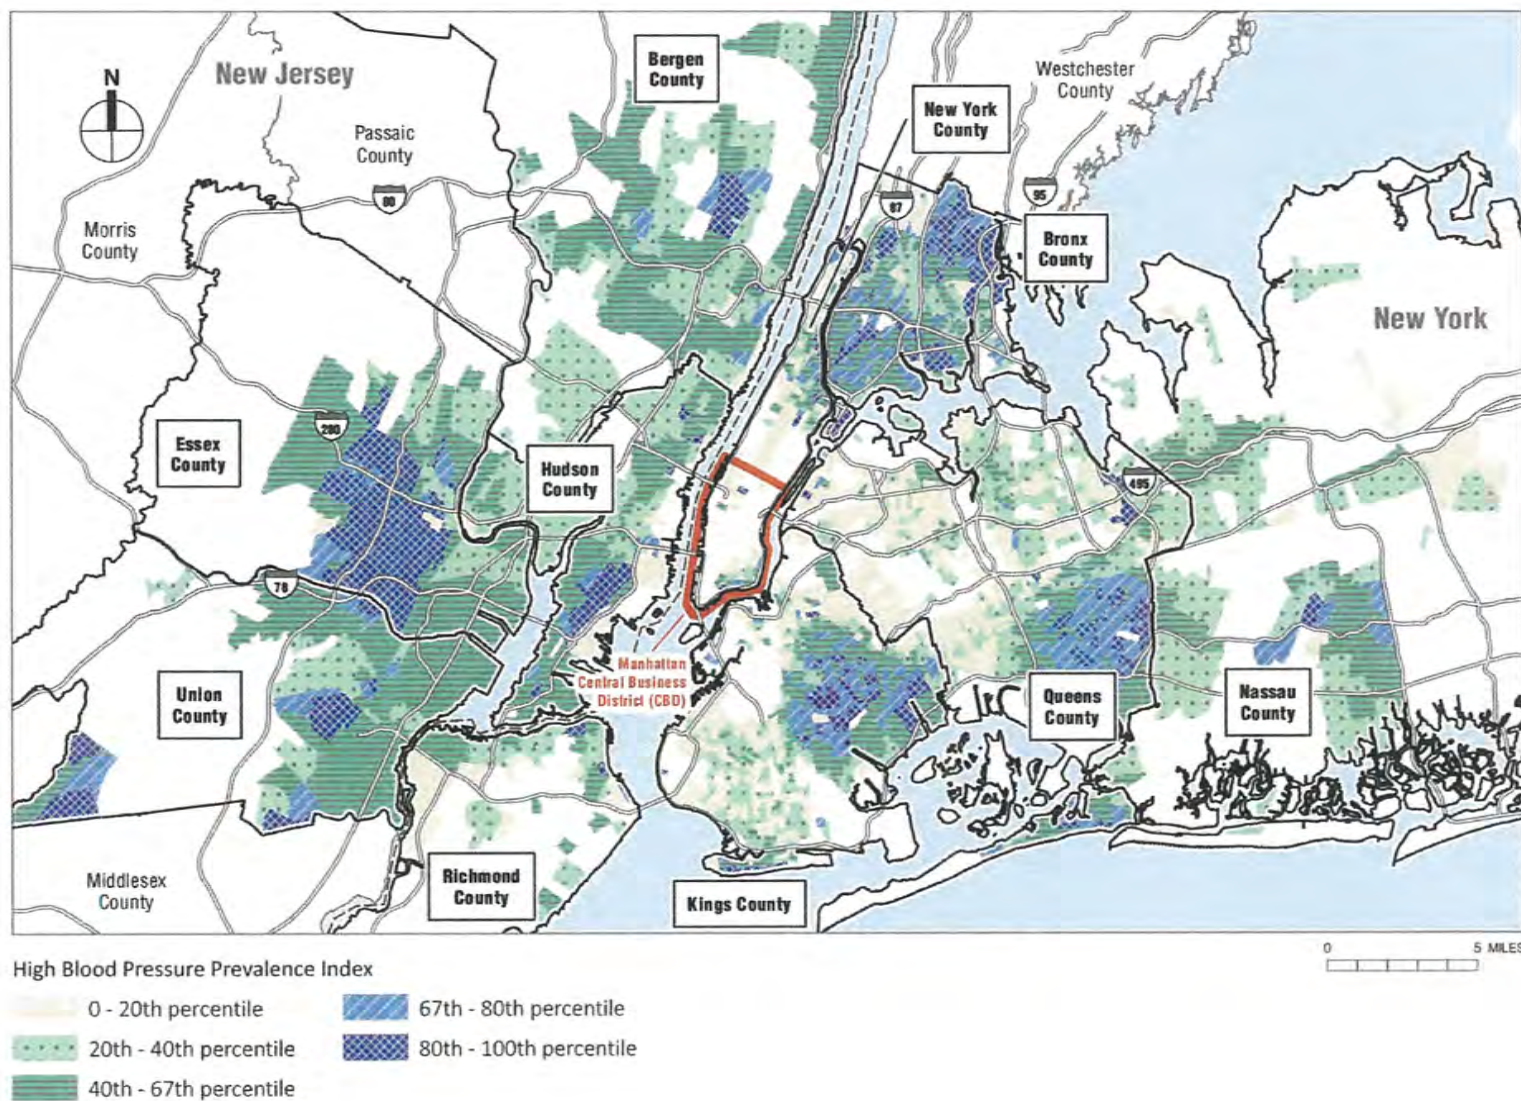 Bergen
County
New Jersey
Westchester
County
N
New York
County
Passaic
County
80
87
95
Morris
County
Bronx
County
New York
280
Essex
County
Hudson
County
495
78
Manhattan
Central Business
District (CBD)
Union
County
Queens
County
Nassau
County
Richmond
County
Middlesex
County
Kings County
0 5 MILES
High Blood Pressure Prevalence Index
0 - 20th percentile
67th - 80th percentile
20th - 40th percentile
80th - 100th percentile
40th - 67th percentile